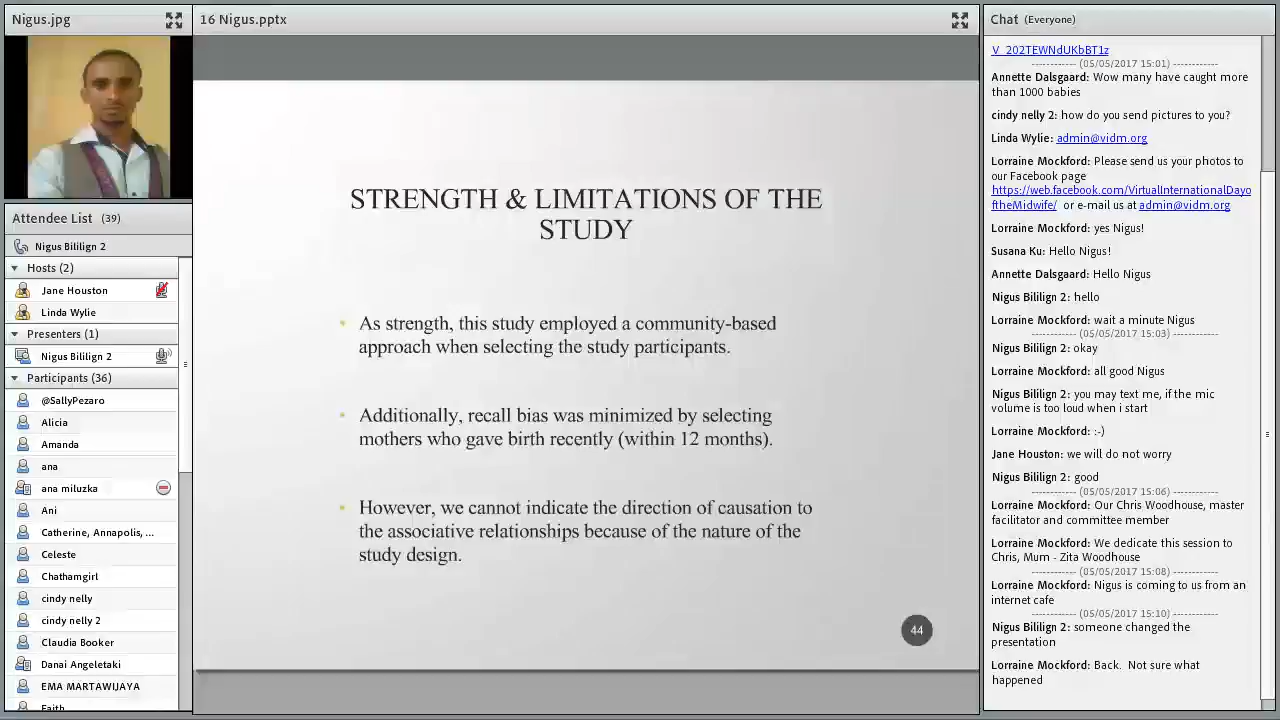 Nigus.jpg
Attendee List (39)
Nigus Bililign 2
Hosts (2)
Jane Houston
Linda Wylie
Presenters (1)
Nigus Bililign 2
Participants (36)
@SallyPezaro
Alicia
Amanda
ana
ana miluzka
Ani
Catherine, Annapolis, ...
Celeste
Chathamgirl
cindy nelly
cindy nelly 2
Claudia Booker
Danai Angeletaki
EMA MARTAWIJAYA
Faith
16 Nigus.pptx
STRENGTH & LIMITATIONS OF THE
STUDY
• As strength, this study employed a community-based
approach when selecting the study participants.
• Additionally, recall bias was minimized by selecting
mothers who gave birth recently (within 12 months).
• However, we cannot indicate the direction of causation to
the associative relationships because of the nature of the
study design.
44
Chat (Everyone)
V_202TEWNdUKbBT1z
------------ (05/05/2017 15:01) ------------
Annette Dalsgaard: Wow many have caught more
than 1000 babies
cindy nelly 2: how do you send pictures to you?
Linda Wylie: admin@vidm.org
Lorraine Mockford: Please send us your photos to
our Facebook page
https://web.facebook.com/VirtualInternationalDayo
ftheMidwife/ or e-mail us at admin@vidm.org
Lorraine Mockford: yes Nigus!
Susana Ku: Hello Nigus!
Annette Dalsgaard: Hello Nigus
Nigus Bililign 2: hello
Lorraine Mockford: wait a minute Nigus
------------ (05/05/2017 15:03) ------------
Nigus Bililign 2: okay
Lorraine Mockford: all good Nigus
Nigus Bililign 2: you may text me, if the mic
volume is too loud when i start
Lorraine Mockford: :-)
Jane Houston: we will do not worry
Nigus Bililign 2: good
------------ (05/05/2017 15:06) ------------
Lorraine Mockford: Our Chris Woodhouse, master
facilitator and committee member
Lorraine Mockford: We dedicate this session to
Chris, Mum - Zita Woodhouse
------------ (05/05/2017 15:08) ------------
Lorraine Mockford: Nigus is coming to us from an
internet cafe
------------ (05/05/2017 15:10) ------------
Nigus Bililign 2: someone changed the
presentation
Lorraine Mockford: Back. Not sure what
happened